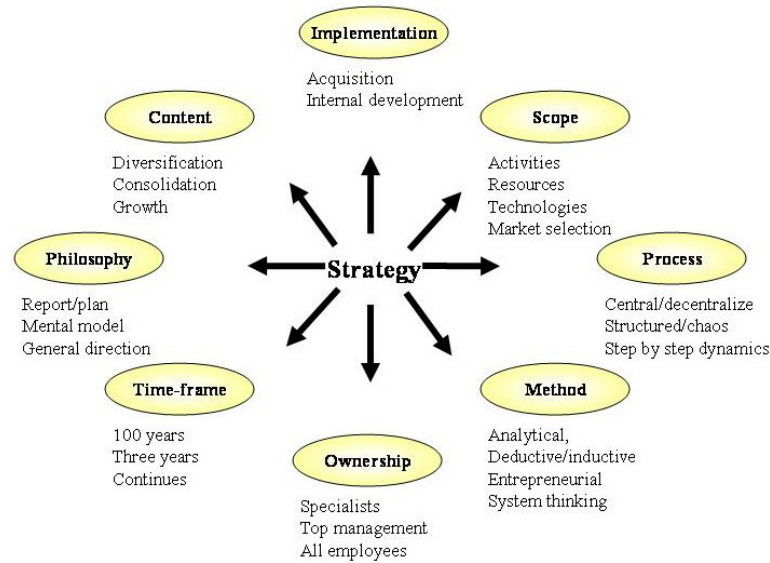 Implementation
Acquisition
Internal development
Content
Diversification
Consolidation
Growth
Scope
Activities
Resources
Technologies
Market selection
Philosophy
Report/plan
Mental model
General direction
Strategy
Process
Central/decentralize
Structured/chaos
Step by step dynamics
Time-frame
100 years
Three years
Continues
Ownership
Specialists
Top management
All employees
Method
Analytical,
Deductive/inductive
Entrepreneurial
System thinking